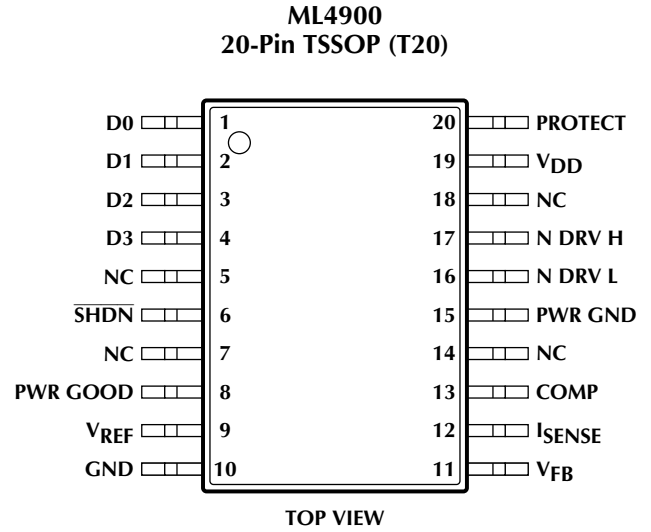 ML4900
20-Pin TSSOP (T20)
D0 1 20 PROTECT
D1 2 19 VDD
D2 3 18 NC
D3 4 17 N DRV H
NC 5 16 N DRV L
SHDN 6 15 PWR GND
NC 7 14 NC
PWR GOOD 8 13 COMP
VREF 9 12 ISENSE
GND 10 11 VFB
TOP VIEW